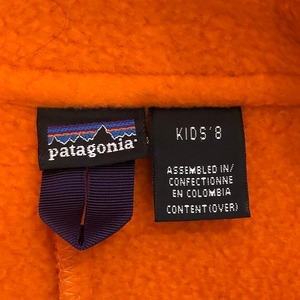 patagonia
KIDS'8
ASSEMBLED IN/
CONFECTIONNE
EN COLOMBIA
CONTENT(OVER)